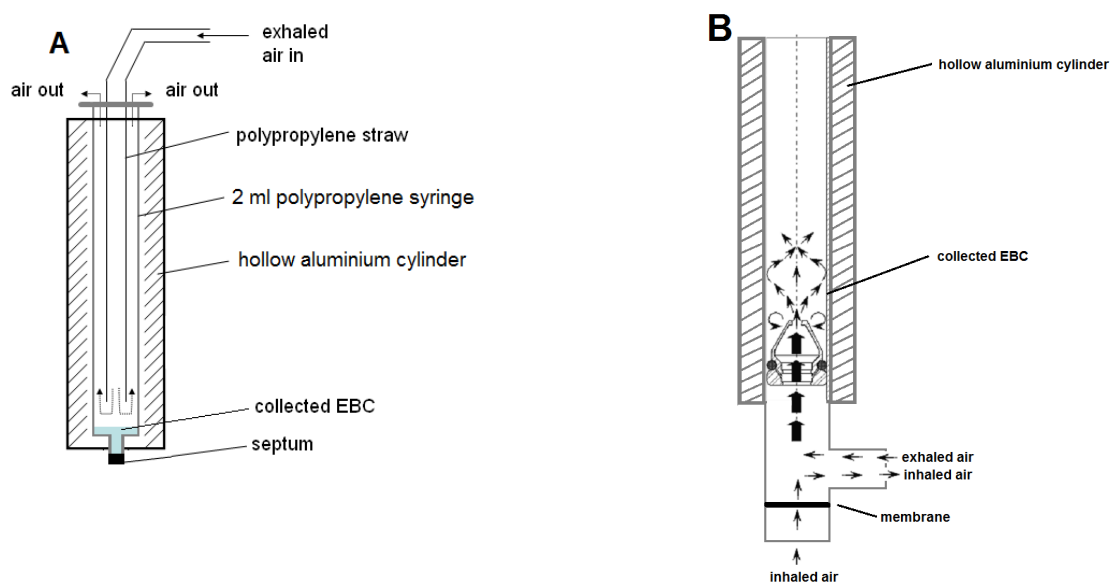 A
exhaled
air in
air out
air out
polypropylene straw
2 ml polypropylene syringe
hollow aluminium cylinder
collected EBC
septum
B
hollow aluminium cylinder
collected EBC
exhaled air
inhaled air
membrane
inhaled air